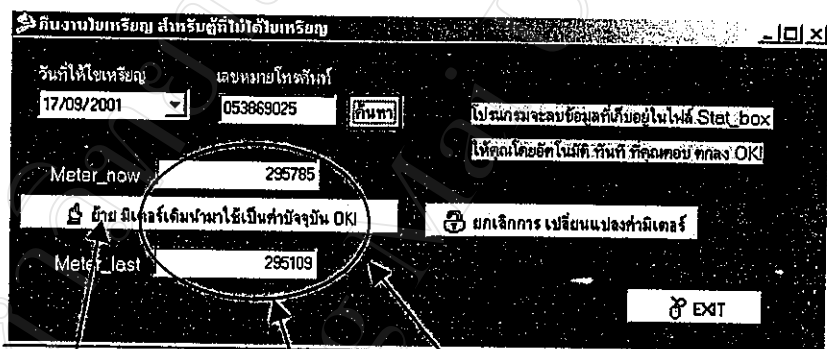 คืนงานไขเหรียญ สำหรับตู้ที่ไม่ได้ไขเหรียญ
วันที่ให้ไขเหรียญ
เลขหมายโทรศัพท์
17/09/2001
053869025
ค้นหา
โปรแกรมจะลบข้อมูลที่เก็บอยู่ในไฟล์ Stat_box
ให้คุณโดยอัตโนมัติ ทันที ที่คุณตอบ ตกลง OK!
Meter_now
295785
ย้าย มิเตอร์เดิมนำมาใช้เป็นค่าปัจจุบัน OK!
ยกเลิกการ เปลี่ยนแปลงค่ามิเตอร์
Meter_last
295109
EXIT